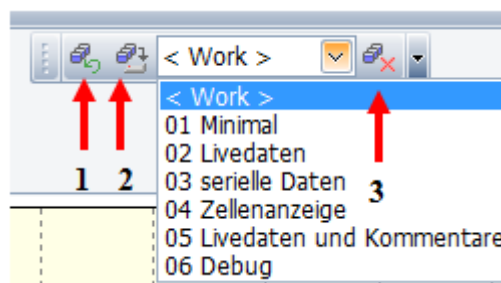 < Work >
< Work >
01 Minimal
02 Livedaten
03 serielle Daten
04 Zellenanzeige
05 Livedaten und Kommentare
06 Debug
1 2 3